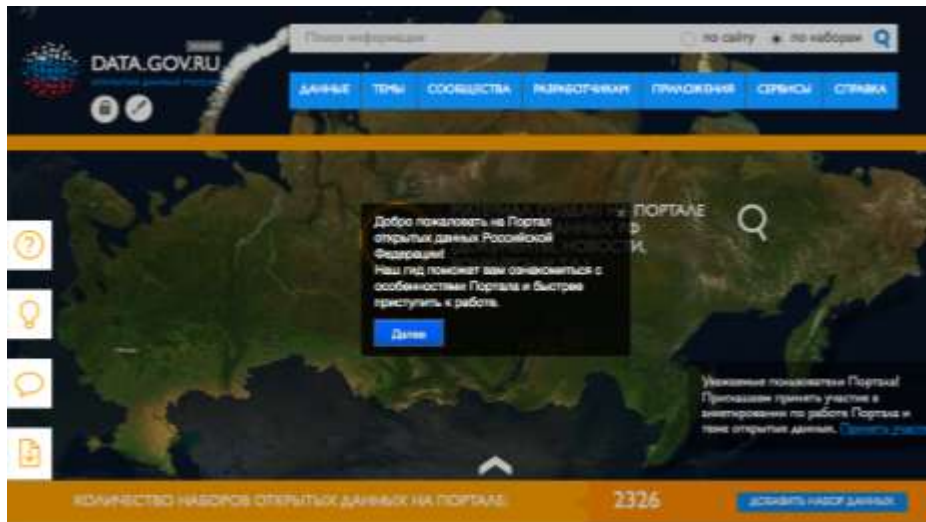 Поиск информации
по сайту
по наборам
DATA.GOV.RU
ДАННЫЕ
ТЕМЫ
СООБЩЕСТВА
РАЗРАБОТЧИКАМ
ПРИЛОЖЕНИЯ
СЕРВИСЫ
СПРАВКА
ПОРТАЛЕ
Добро пожаловать на Портал
открытых данных Российской
Федерации!
Наш гид поможет вам ознакомиться с
особенностями Портала и быстрее
приступить к работе.
Далее
Уважаемые пользователи Портала!
Приглашаем принять участие в
анкетировании по работе Портала и
теме открытых данных. Принять
КОЛИЧЕСТВО НАБОРОВ ОТКРЫТЫХ ДАННЫХ НА ПОРТАЛЕ:
2326
ДОБАВИТЬ НАБОР ДАННЫХ